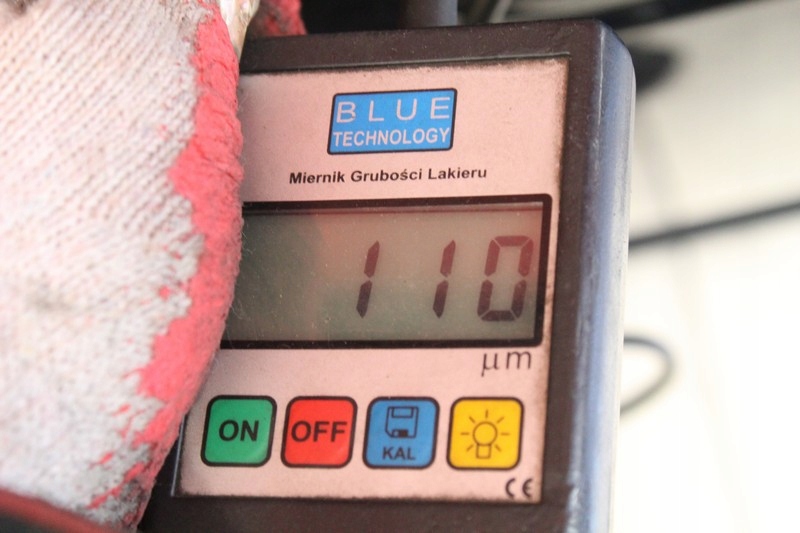 BLUE
TECHNOLOGY
Miernik Grubości Lakieru
110
μm
ON OFF KAL
CE